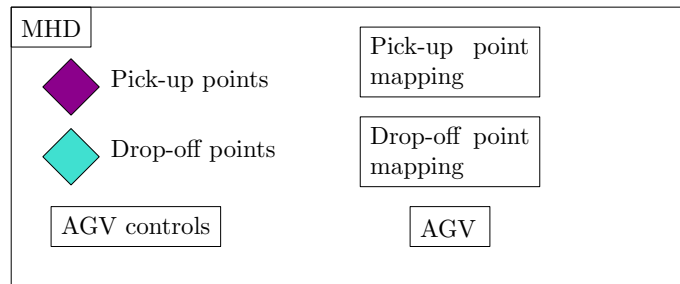 MHD
Pick-up points
Pick-up point
mapping
Drop-off points
Drop-off point
mapping
AGV controls
AGV